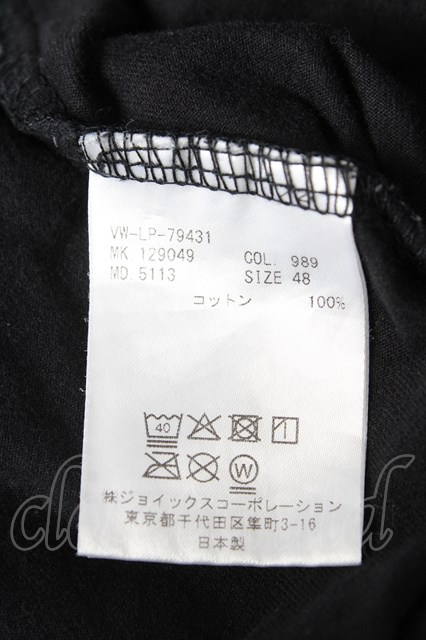 VW-LP-79431
MK. 129049 COL. 989
MD. 5113 SIZE 48
コットン 100%
40
W
株ジョイックスコーポレーション
東京都千代田区隼町3-16
日本製